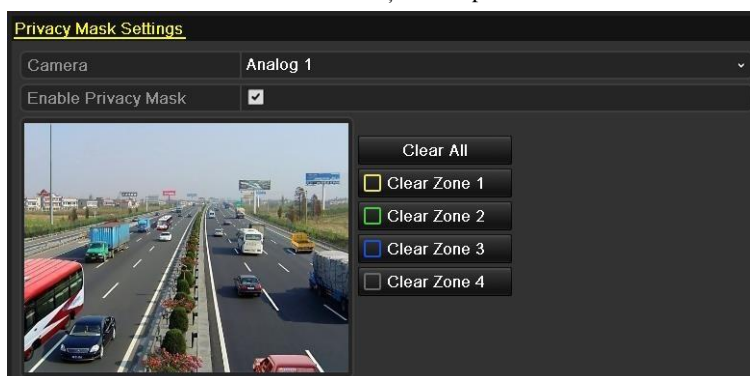 Privacy Mask Settings
Camera Analog 1
Enable Privacy Mask
Clear All
Clear Zone 1
Clear Zone 2
Clear Zone 3
Clear Zone 4